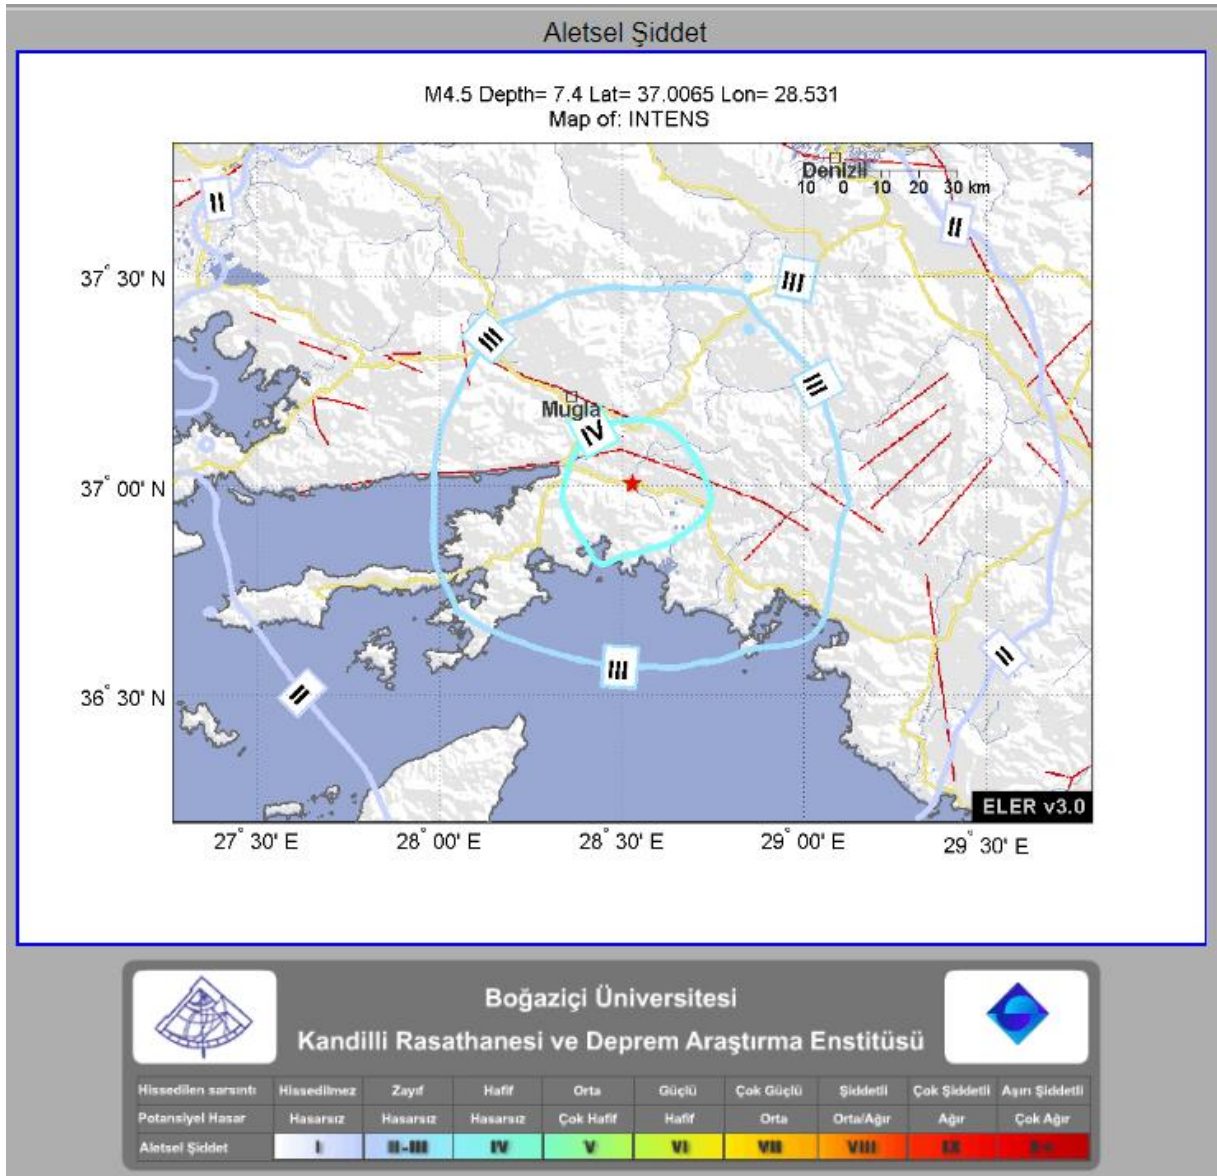 Aletsel Şiddet
M4.5 Depth= 7.4 Lat= 37.0065 Lon= 28.531
Map of: INTENS
Denizli
10 0 10 20 30 km
II
II
37° 30' N
III
III
III
Mugla
IV
37° 00' N
II
III
36° 30' N
II
ELER v3.0
27° 30' E 28° 00' E 28° 30' E 29° 00' E 29° 30' E
Boğaziçi Üniversitesi
Kandilli Rasathanesi ve Deprem Araştırma Enstitüsü
Hissedilen sarsıntı Hissedilmez Zayıf Hafif Orta Güçlü Çok Güçlü Şiddetli Çok Şiddetli Aşırı Şiddetli
Potansiyel Hasar Hasarsız Hasarsız Hasarsız Çok Hafif Hafif Orta Orta/Ağır Ağır Çok Ağır
Aletsel Şiddet I II-III IV V VI VII VIII IX X+